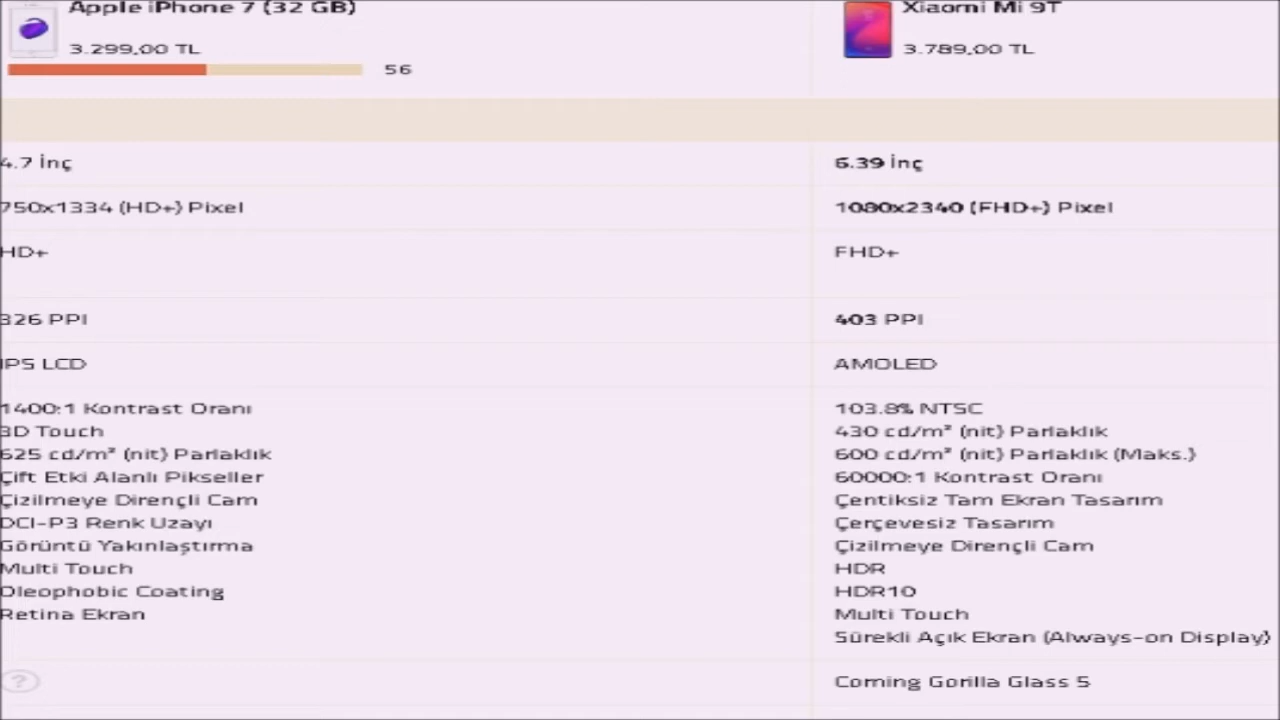 Apple iPhone 7 (32 GB)
3.299,00 TL
56
Xiaomi Mi 9T
3.789,00 TL
4.7 İnç
6.39 İnç
750x1334 (HD+) Pixel
1080x2340 (FHD+) Pixel
HD+
FHD+
326 PPI
403 PPI
IPS LCD
AMOLED
1400:1 Kontrast Oranı
3D Touch
625 cd/m² (nit) Parlaklık
Çift Etki Alanlı Pikseller
Çizilmeye Dirençli Cam
DCI-P3 Renk Uzayı
Görüntü Yakınlaştırma
Multi Touch
Oleophobic Coating
Retina Ekran
103.8% NTSC
430 cd/m² (nit) Parlaklık
600 cd/m² (nit) Parlaklık (Maks.)
60000:1 Kontrast Oranı
Çentiksiz Tam Ekran Tasarım
Çerçevesiz Tasarım
Çizilmeye Dirençli Cam
HDR
HDR10
Multi Touch
Sürekli Açık Ekran (Always-on Display)
?
Corning Gorilla Glass 5